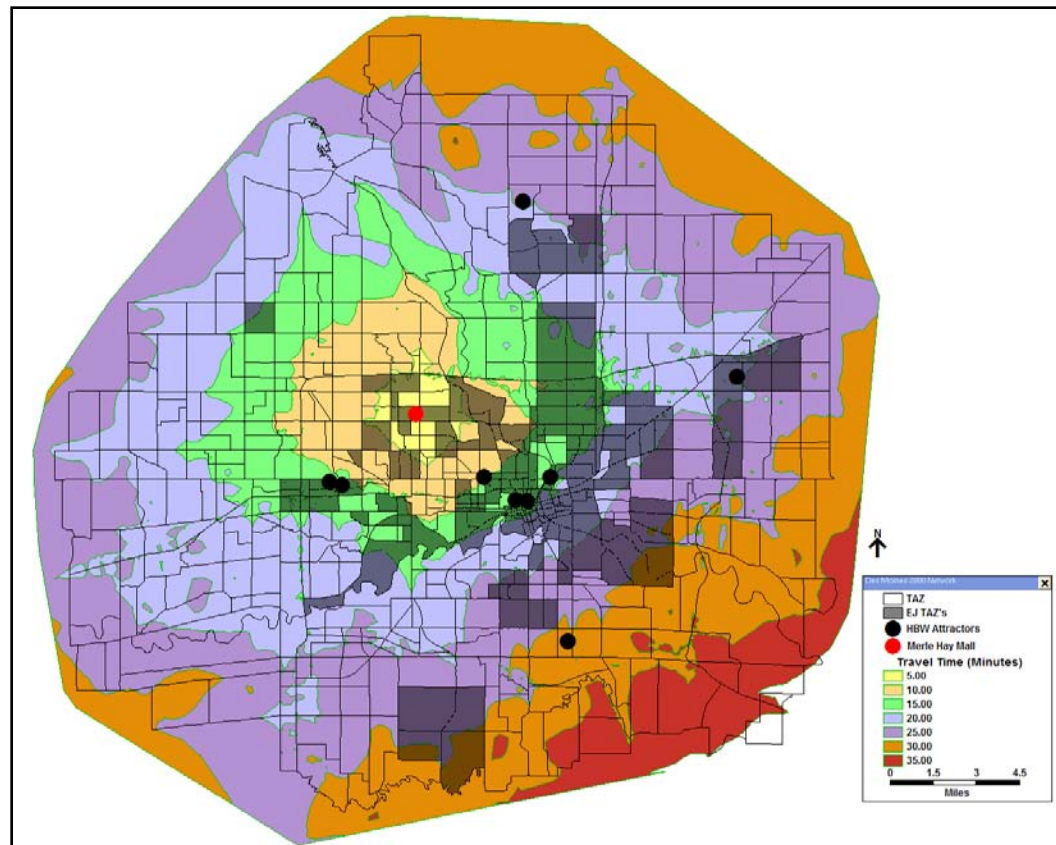 N
Des Moines 2000 Network
TAZ
EJ TAZ's
HBW Attractors
Merle Hay Mall
Travel Time (Minutes)
5.00
10.00
15.00
20.00
25.00
30.00
35.00
0 1.5 3 4.5
Miles